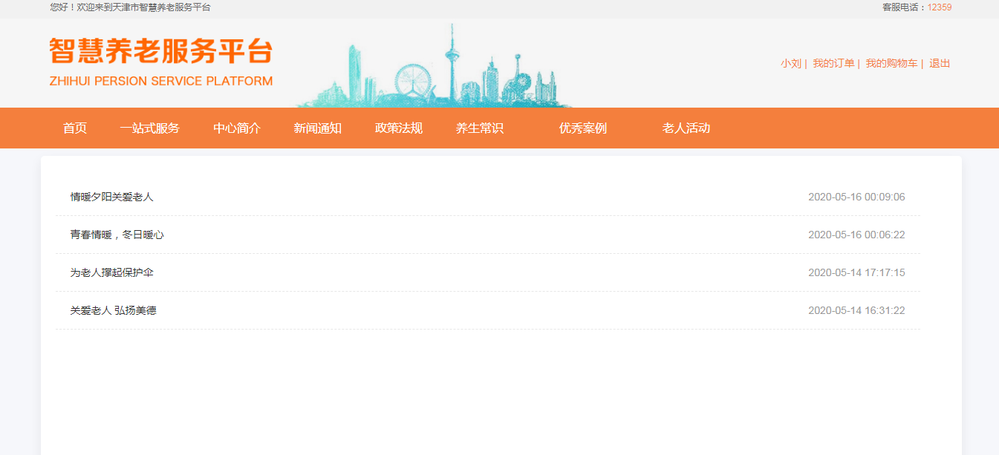 您好！欢迎来到天津市智慧养老服务平台
客服电话：12359
智慧养老服务平台
ZHIHUI PERSION SERVICE PLATFORM
小刘 | 我的订单 | 我的购物车 | 退出
首页 一站式服务 中心简介 新闻通知 政策法规 养生常识 优秀案例 老人活动
情暖夕阳关爱老人 2020-05-16 00:09:06
青春情暖，冬日暖心 2020-05-16 00:06:22
为老人撑起保护伞 2020-05-14 17:17:15
关爱老人 弘扬美德 2020-05-14 16:31:22